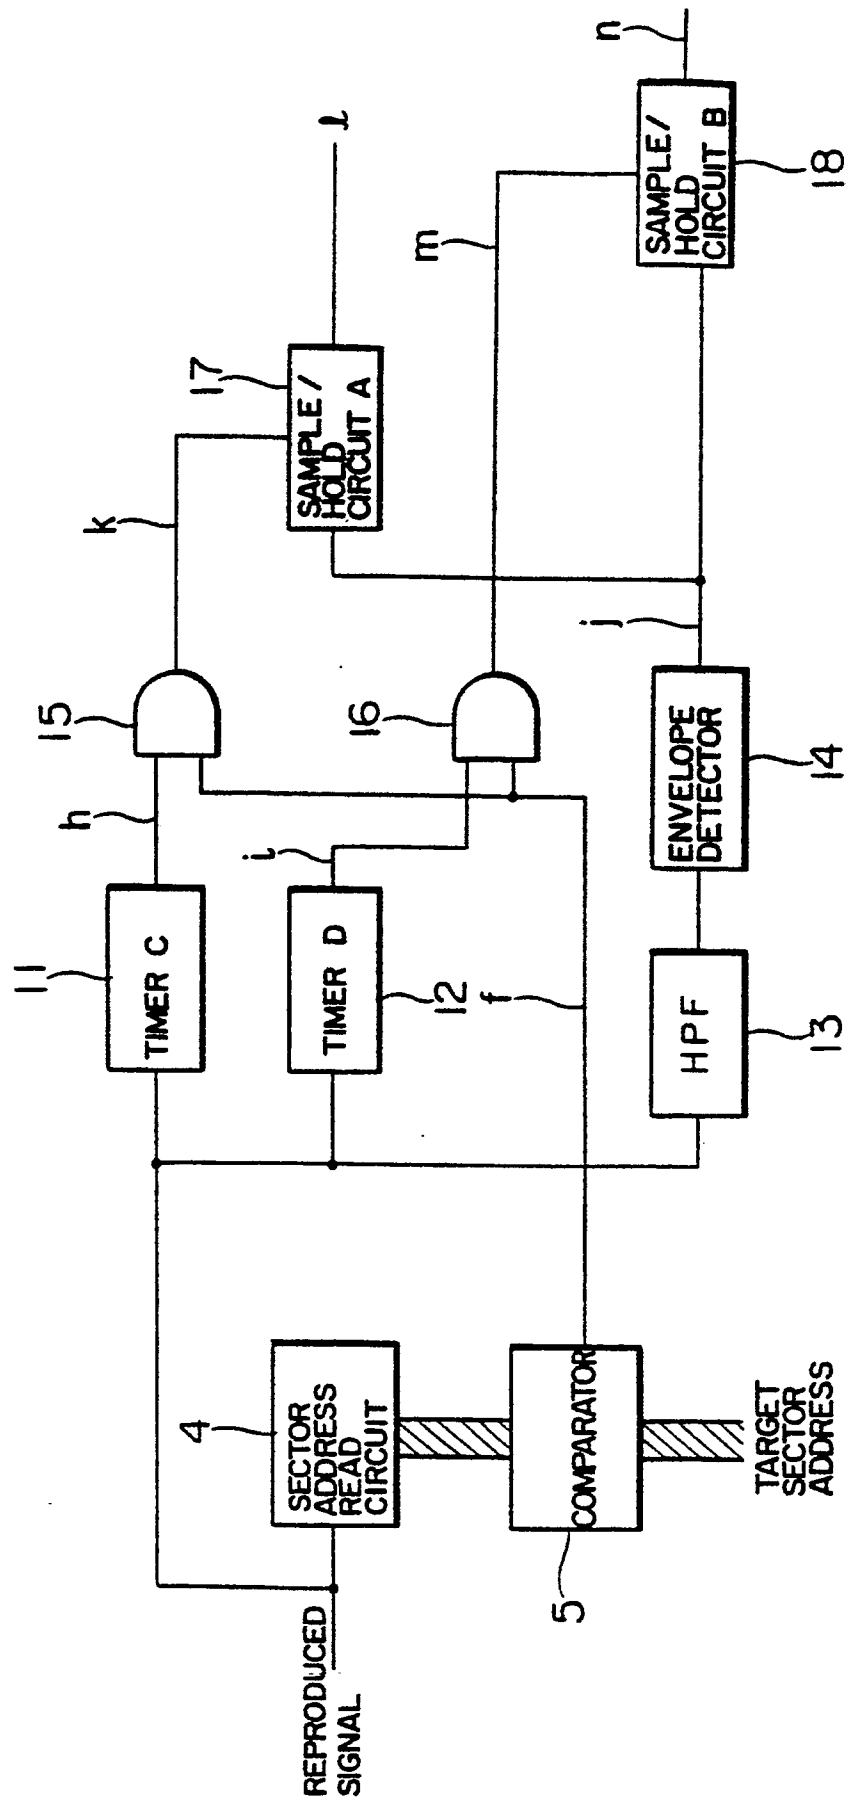 REPRODUCED
SIGNAL
4
SECTOR
ADDRESS
READ
CIRCUIT
5
COMPARATOR
TARGET
SECTOR
ADDRESS
11
TIMER C
h
12
TIMER D
i
f
13
HPF
14
ENVELOPE
DETECTOR
j
15
k
16
m
17
SAMPLE/
HOLD
CIRCUIT A
ℓ
18
SAMPLE/
HOLD
CIRCUIT B
n